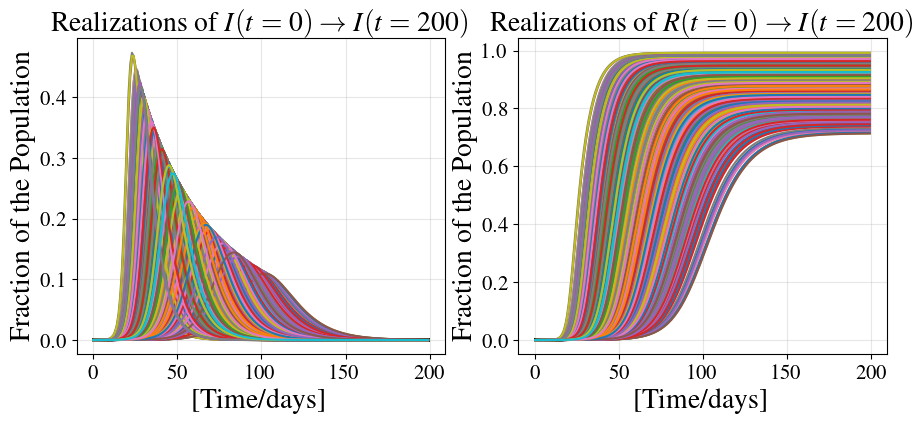 Realizations of I(t = 0) → I(t = 200)
Fraction of the Population
0.4
0.3
0.2
0.1
0.0
0 50 100 150 200
[Time/days]
Realizations of R(t = 0) → I(t = 200)
Fraction of the Population
1.0
0.8
0.6
0.4
0.2
0.0
0 50 100 150 200
[Time/days]